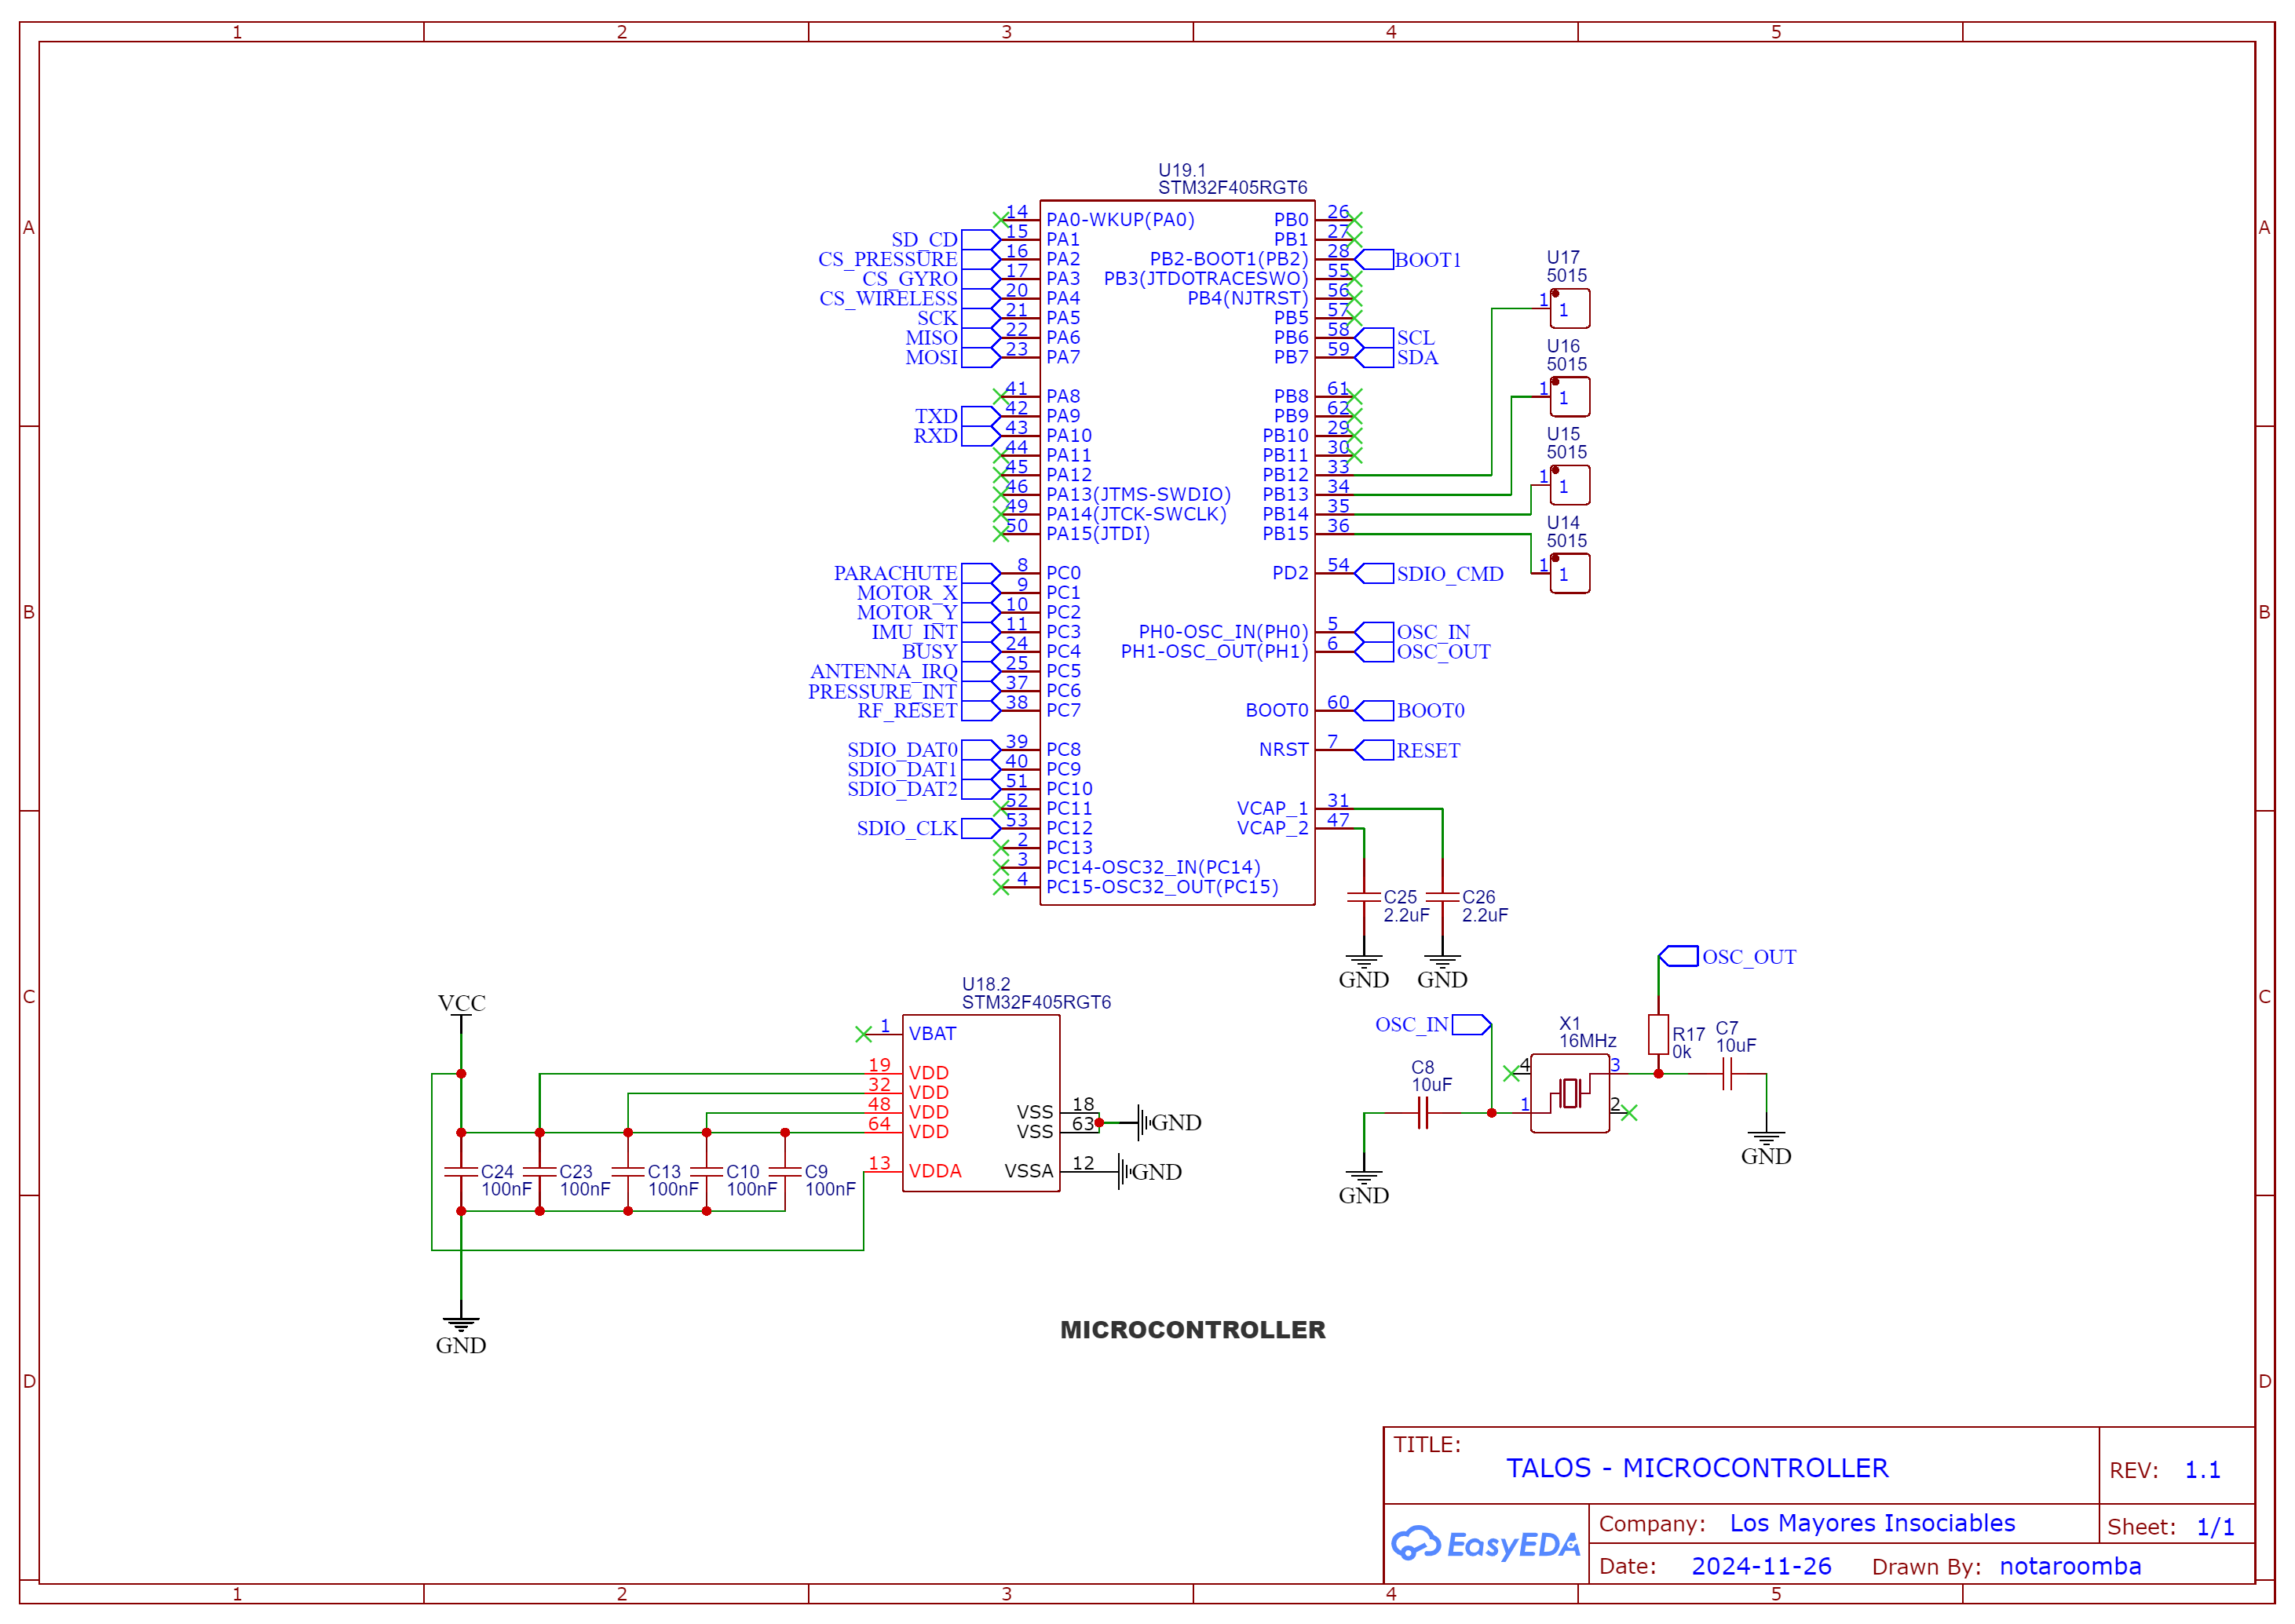 1 2 3 4 5
A
B
C
D
A
B
C
D
1 2 3 4 5
U19.1
STM32F405RGT6
14 PA0-WKUP(PA0)
SD_CD 15 PA1
CS_PRESSURE 16 PA2
CS_GYRO 17 PA3
CS_WIRELESS 20 PA4
SCK 21 PA5
MISO 22 PA6
MOSI 23 PA7
41 PA8
TXD 42 PA9
RXD 43 PA10
44 PA11
45 PA12
46 PA13(JTMS-SWDIO)
49 PA14(JTCK-SWCLK)
50 PA15(JTDI)
PARACHUTE 8 PC0
MOTOR_X 9 PC1
MOTOR_Y 10 PC2
IMU_INT 11 PC3
BUSY 24 PC4
ANTENNA_IRQ 25 PC5
PRESSURE_INT 37 PC6
RF_RESET 38 PC7
SDIO_DAT0 39 PC8
SDIO_DAT1 40 PC9
SDIO_DAT2 51 PC10
52 PC11
SDIO_CLK 53 PC12
2 PC13
3 PC14-OSC32_IN(PC14)
4 PC15-OSC32_OUT(PC15)
PB0 26
PB1 27
PB2-BOOT1(PB2) 28 BOOT1
PB3(JTDOTRACESWO) 55
PB4(NJTRST) 56
PB5 57
PB6 58 SCL
PB7 59 SDA
PB8 61
PB9 62
PB10 29
PB11 30
PB12 33
PB13 34
PB14 35
PB15 36
PD2 54 SDIO_CMD
PH0-OSC_IN(PH0) 5 OSC_IN
PH1-OSC_OUT(PH1) 6 OSC_OUT
BOOT0 60 BOOT0
NRST 7 RESET
VCAP_1 31
VCAP_2 47
U17
5015
1 1
U16
5015
1 1
U15
5015
1 1
U14
5015
1 1
C25
2.2uF
C26
2.2uF
GND GND
VCC
U18.2
STM32F405RGT6
1 VBAT
19 VDD
32 VDD
48 VDD
64 VDD
13 VDDA
VSS 18
VSS 63
GND
VSSA 12
GND
C24
100nF
C23
100nF
C13
100nF
C10
100nF
C9
100nF
GND
OSC_OUT
OSC_IN
X1
16MHz
R17
0k
C7
10uF
C8
10uF
4 3
1 2
GND
GND
MICROCONTROLLER
TITLE:
TALOS - MICROCONTROLLER
REV: 1.1
EasyEDA
Company: Los Mayores Insociables
Sheet: 1/1
Date: 2024-11-26 Drawn By: notaroomba